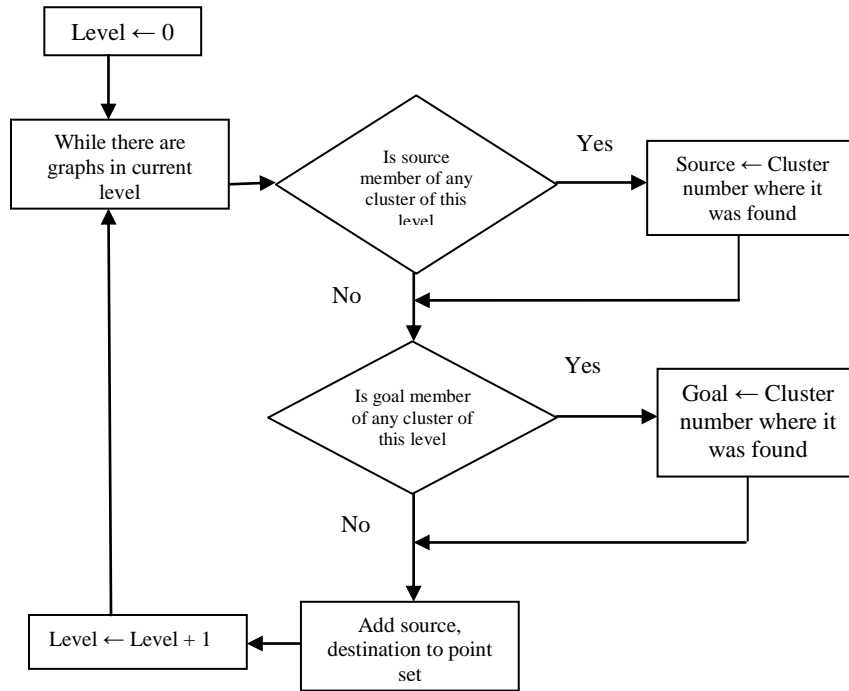 Level ← 0
While there are
graphs in current
level
Is source
member of any
cluster of this
level
Yes
Source ← Cluster
number where it
was found
No
Is goal member
of any cluster of
this level
Yes
Goal ← Cluster
number where it
was found
No
Add source,
destination to point
set
Level ← Level + 1